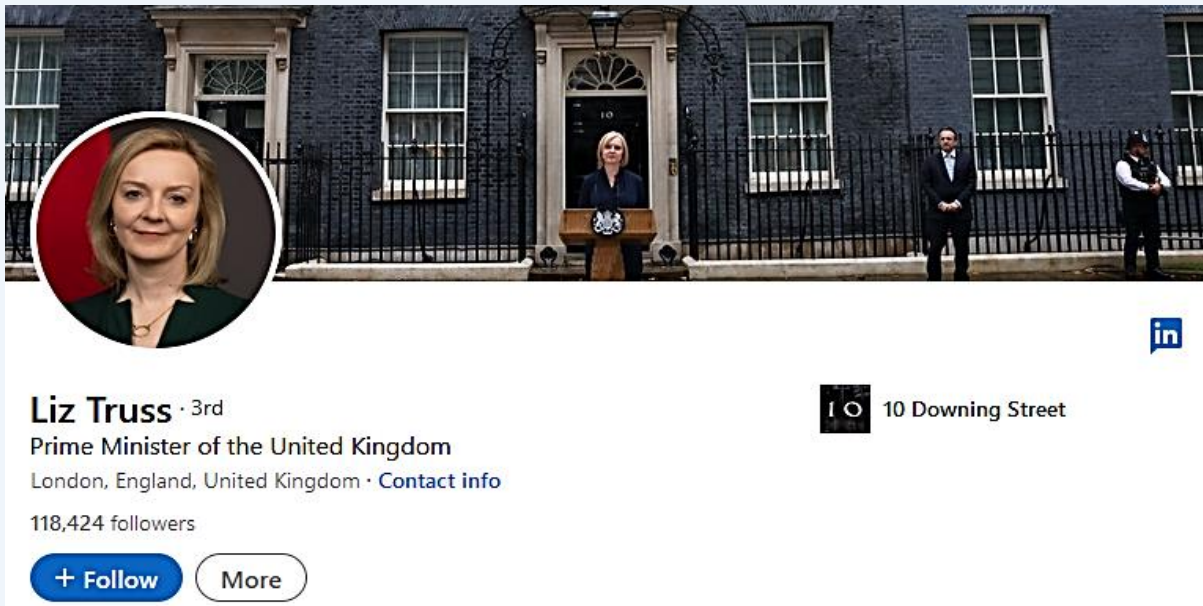 10
in
Liz Truss · 3rd
Prime Minister of the United Kingdom
London, England, United Kingdom · Contact info
118,424 followers
+ Follow
More
10
10 Downing Street